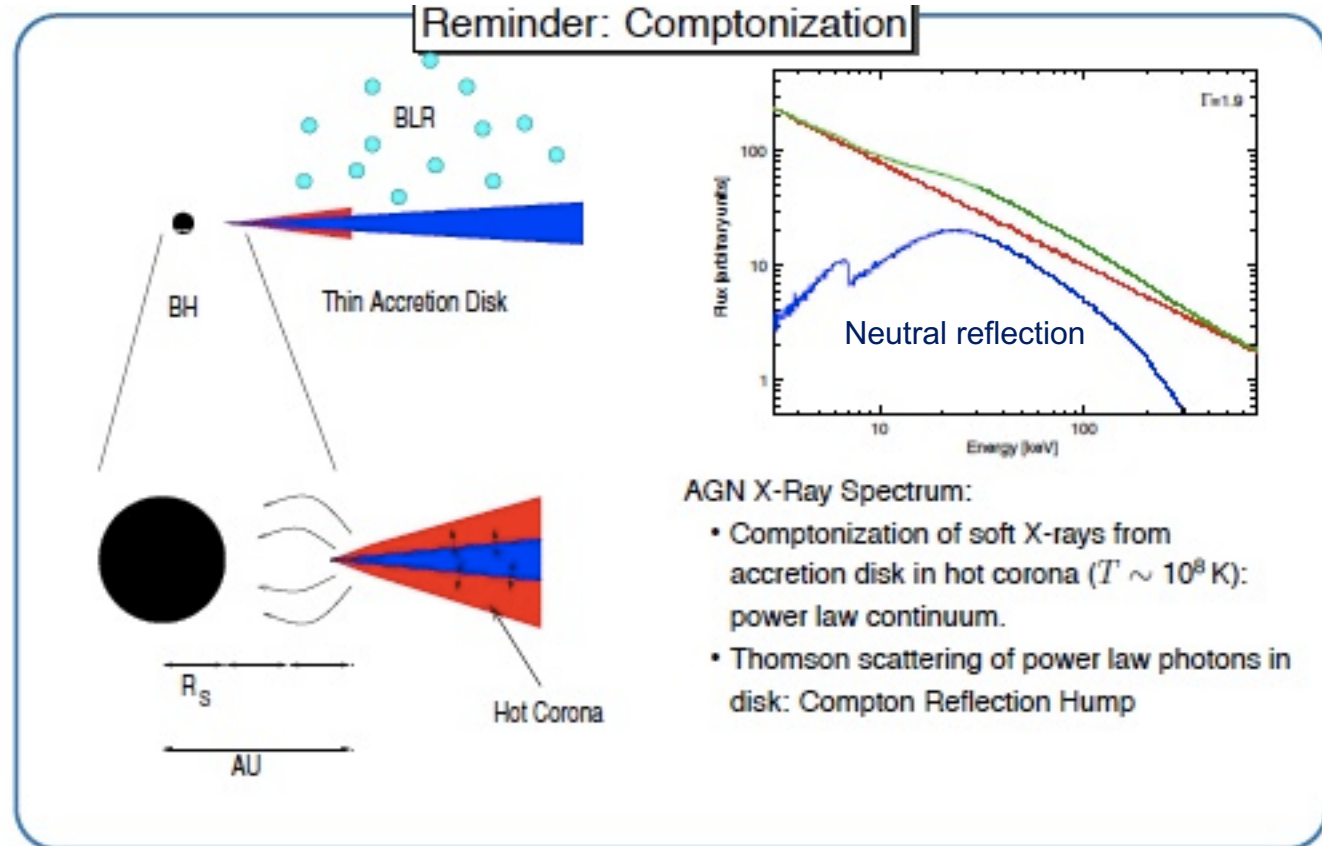 Reminder: Comptonization
BLR
BH
Thin Accretion Disk
R_S
AU
Hot Corona
Γ=1.9
100
10
1
Flux [arbitrary units]
Neutral reflection
10
100
Energy [keV]
AGN X-Ray Spectrum:
• Comptonization of soft X-rays from
accretion disk in hot corona (T ∼ 10⁸ K):
power law continuum.
• Thomson scattering of power law photons in
disk: Compton Reflection Hump